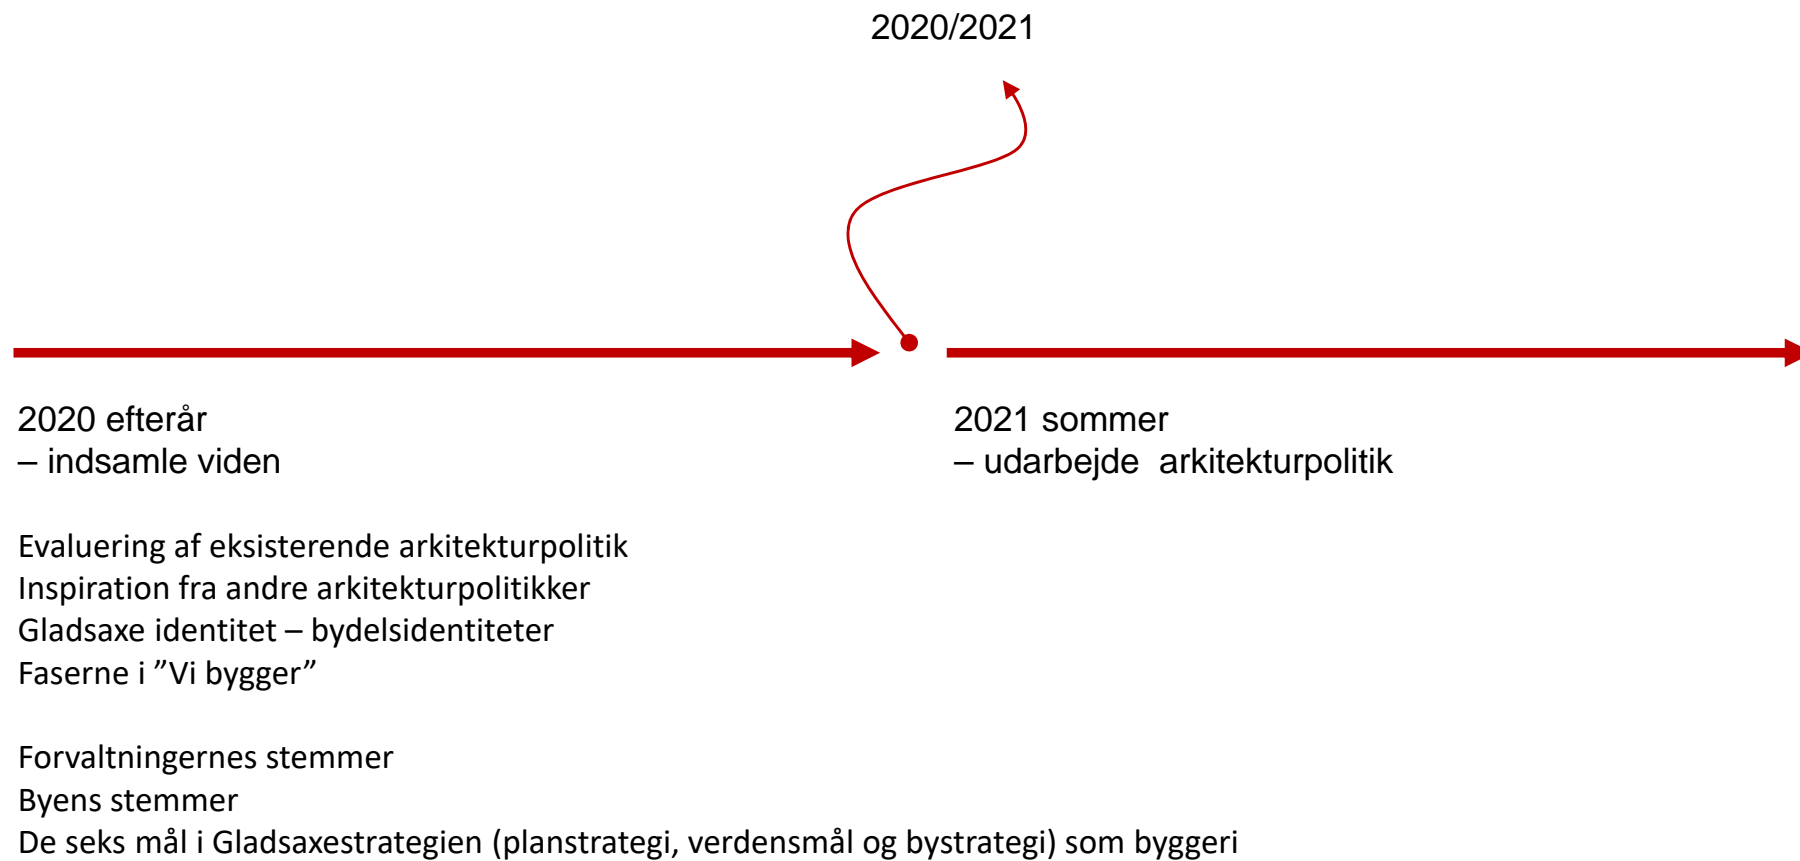 2020/2021
2020 efterår
– indsamle viden
2021 sommer
– udarbejde  arkitekturpolitik
Evaluering af eksisterende arkitekturpolitik
Inspiration fra andre arkitekturpolitikker
Gladsaxe identitet – bydelsidentiteter
Faserne i ”Vi bygger”
Forvaltningernes stemmer
Byens stemmer
De seks mål i Gladsaxestrategien (planstrategi, verdensmål og bystrategi) som byggeri